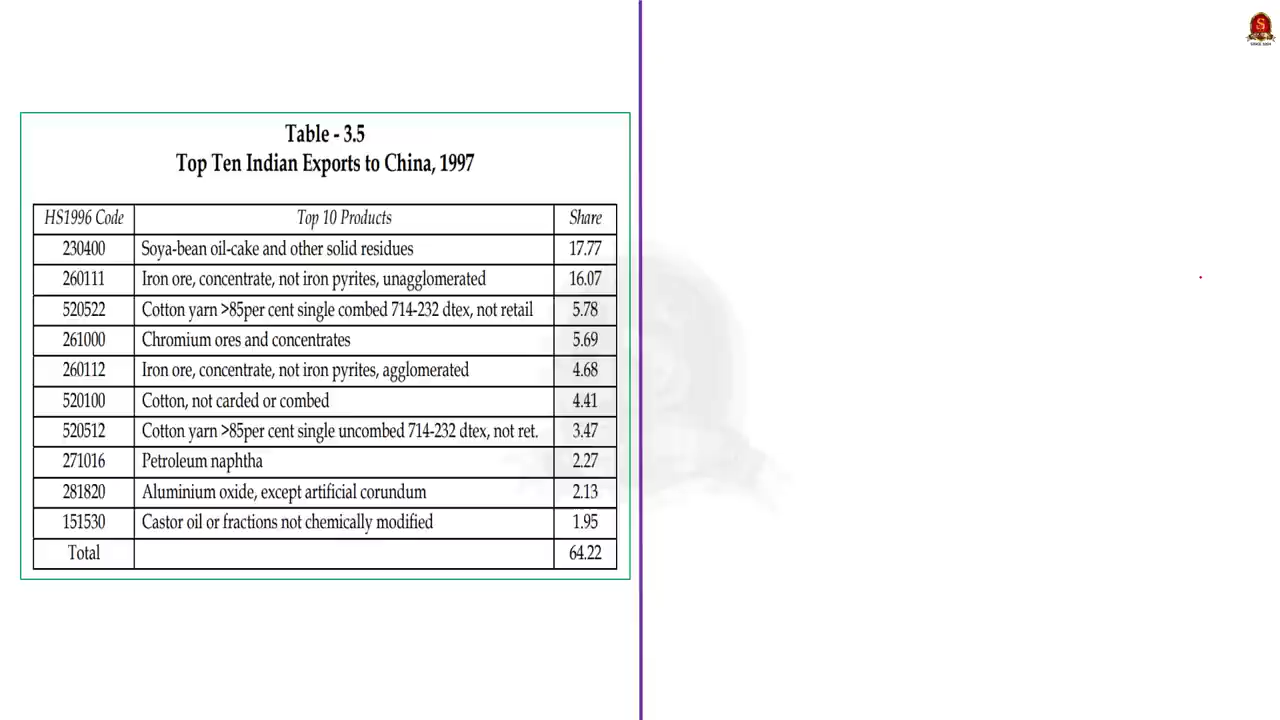 Table - 3.5
Top Ten Indian Exports to China, 1997
HS1996 Code Top 10 Products Share
230400 Soya-bean oil-cake and other solid residues 17.77
260111 Iron ore, concentrate, not iron pyrites, unagglomerated 16.07
520522 Cotton yarn >85per cent single combed 714-232 dtex, not retail 5.78
261000 Chromium ores and concentrates 5.69
260112 Iron ore, concentrate, not iron pyrites, agglomerated 4.68
520100 Cotton, not carded or combed 4.41
520512 Cotton yarn >85per cent single uncombed 714-232 dtex, not ret. 3.47
271016 Petroleum naphtha 2.27
281820 Aluminium oxide, except artificial corundum 2.13
151530 Castor oil or fractions not chemically modified 1.95
Total 64.22